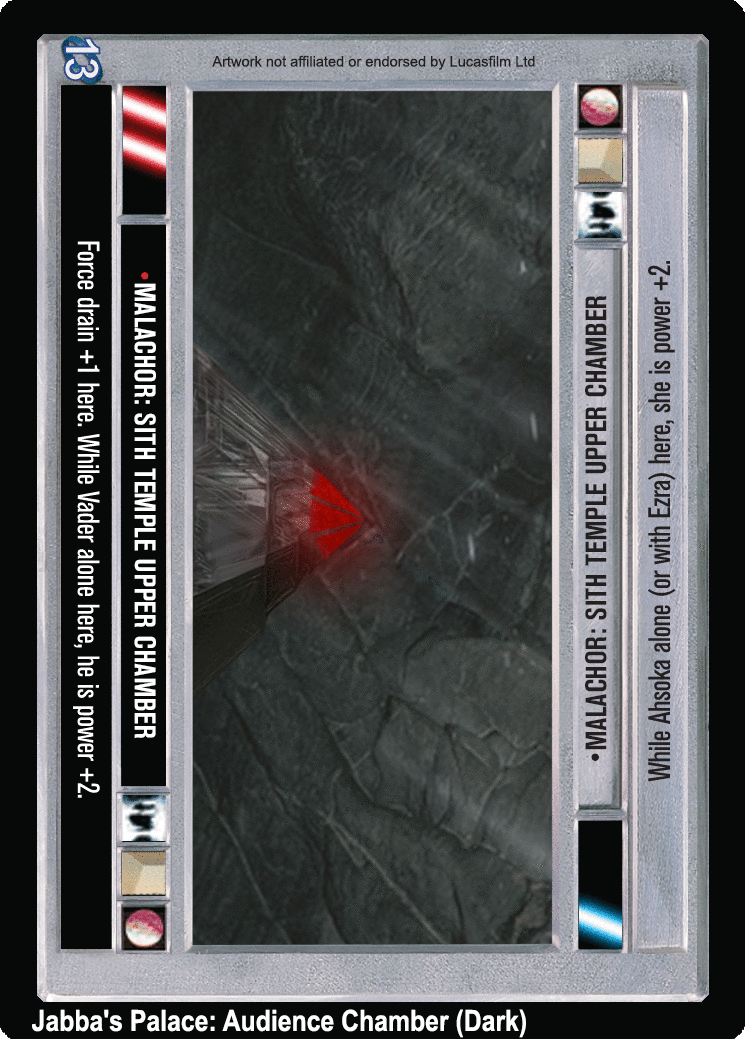 13
Artwork not affiliated or endorsed by Lucasfilm Ltd
•MALACHOR: SITH TEMPLE UPPER CHAMBER
Force drain +1 here. While Vader alone here, he is power +2.
•MALACHOR: SITH TEMPLE UPPER CHAMBER
While Ahsoka alone (or with Ezra) here, she is power +2.
Jabba's Palace: Audience Chamber (Dark)